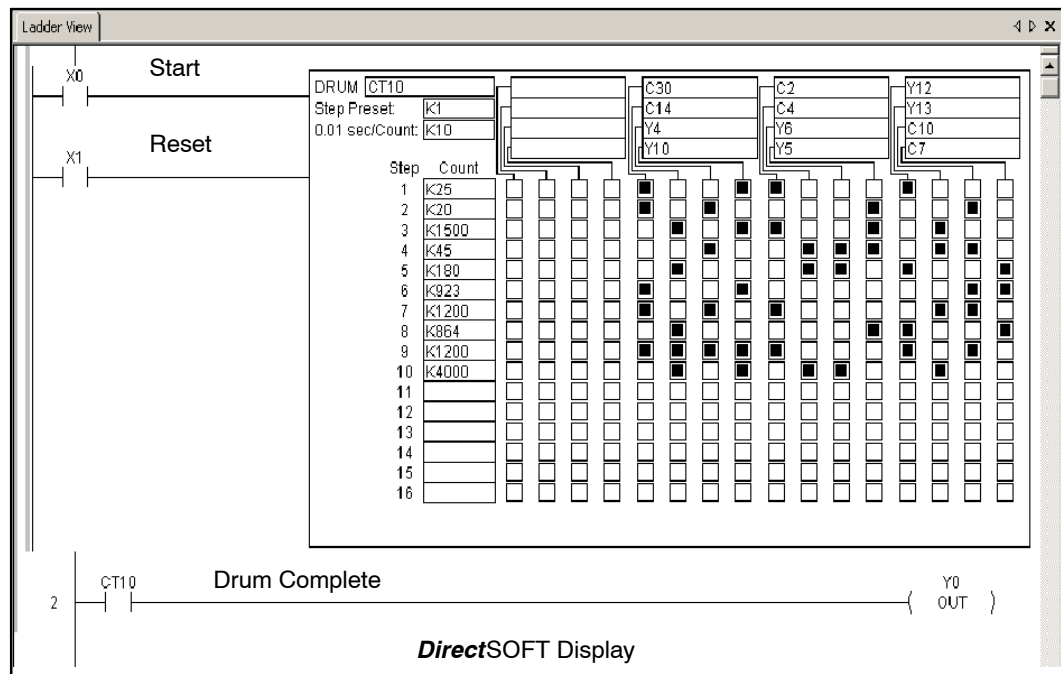 Ladder View
X0
Start
DRUM CT10
Step Preset: K1
0.01 sec/Count: K10
C30
C14
Y4
Y10
C2
C4
Y6
Y5
Y12
Y13
C10
C7
X1
Reset
Step Count
1 K25
2 K20
3 K1500
4 K45
5 K180
6 K923
7 K1200
8 K864
9 K1200
10 K4000
11
12
13
14
15
16
2
CT10
Drum Complete
Y0
( OUT )
DirectSOFT Display